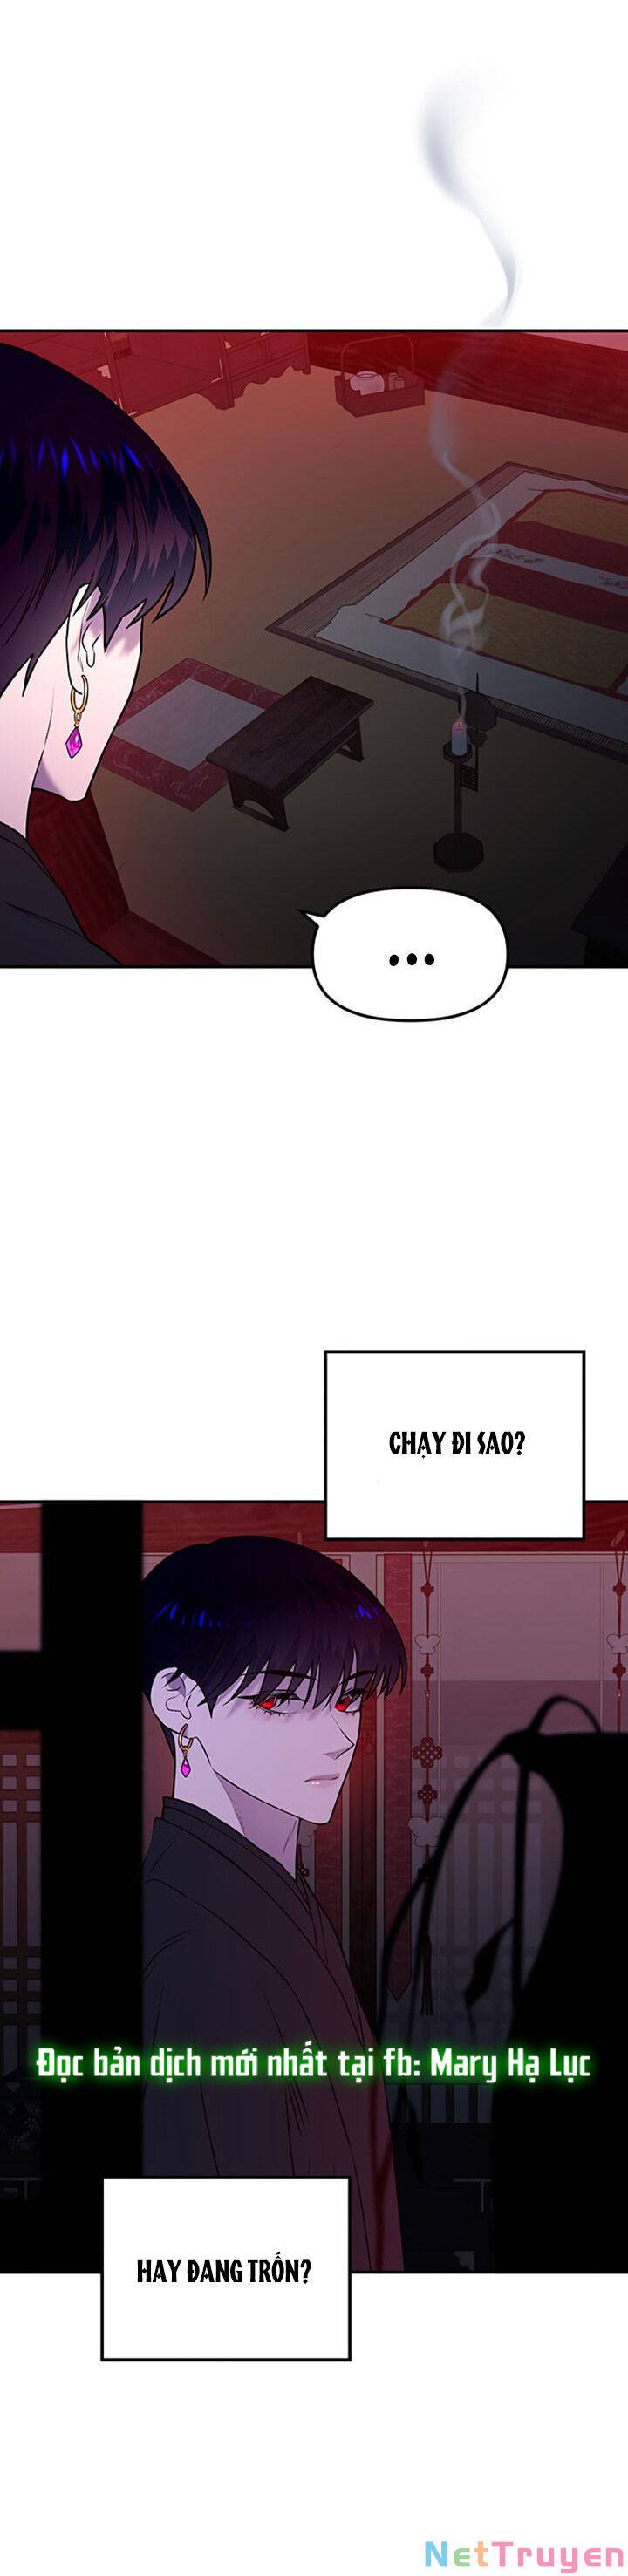 ...
CHẠY ĐI SAO?
Đọc bản dịch mới nhất tại fb: Mary Hạ Lục
HAY ĐANG TRỐN?
NetTruyen